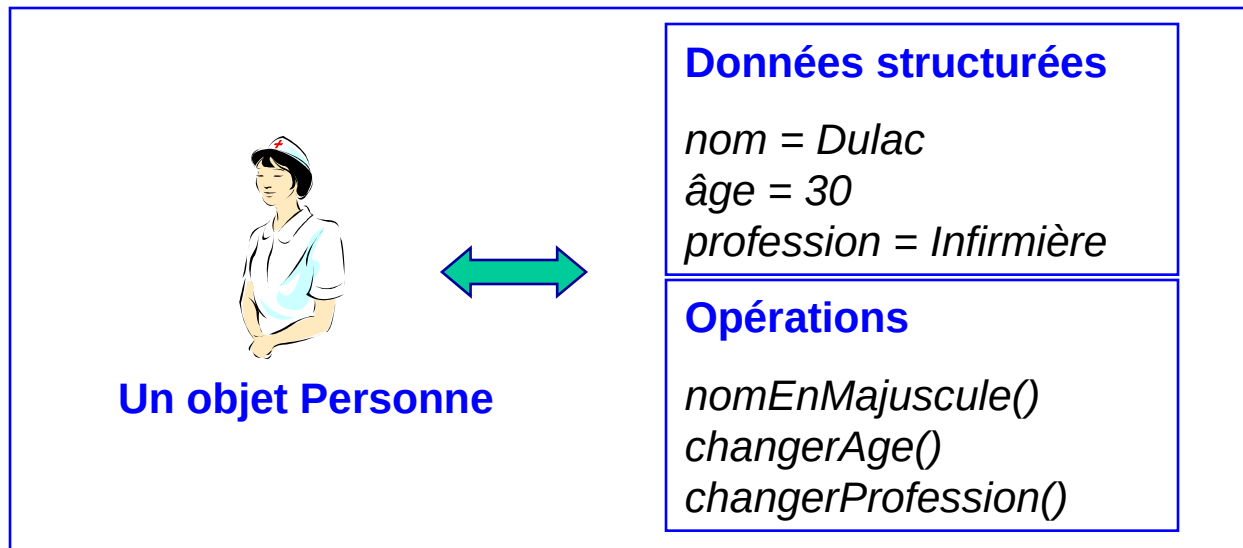 Un objet Personne
Données structurées
nom = Dulac
âge = 30
profession = Infirmière
Opérations
nomEnMajuscule()
changerAge()
changerProfession()